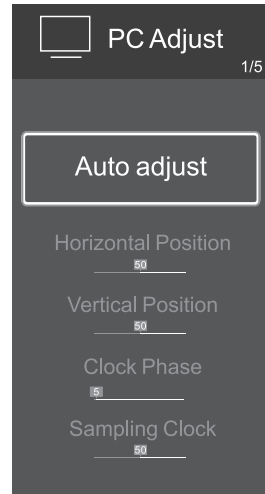 PC Adjust
1/5
Auto adjust
Horizontal Position
50
Vertical Position
50
Clock Phase
5
Sampling Clock
50